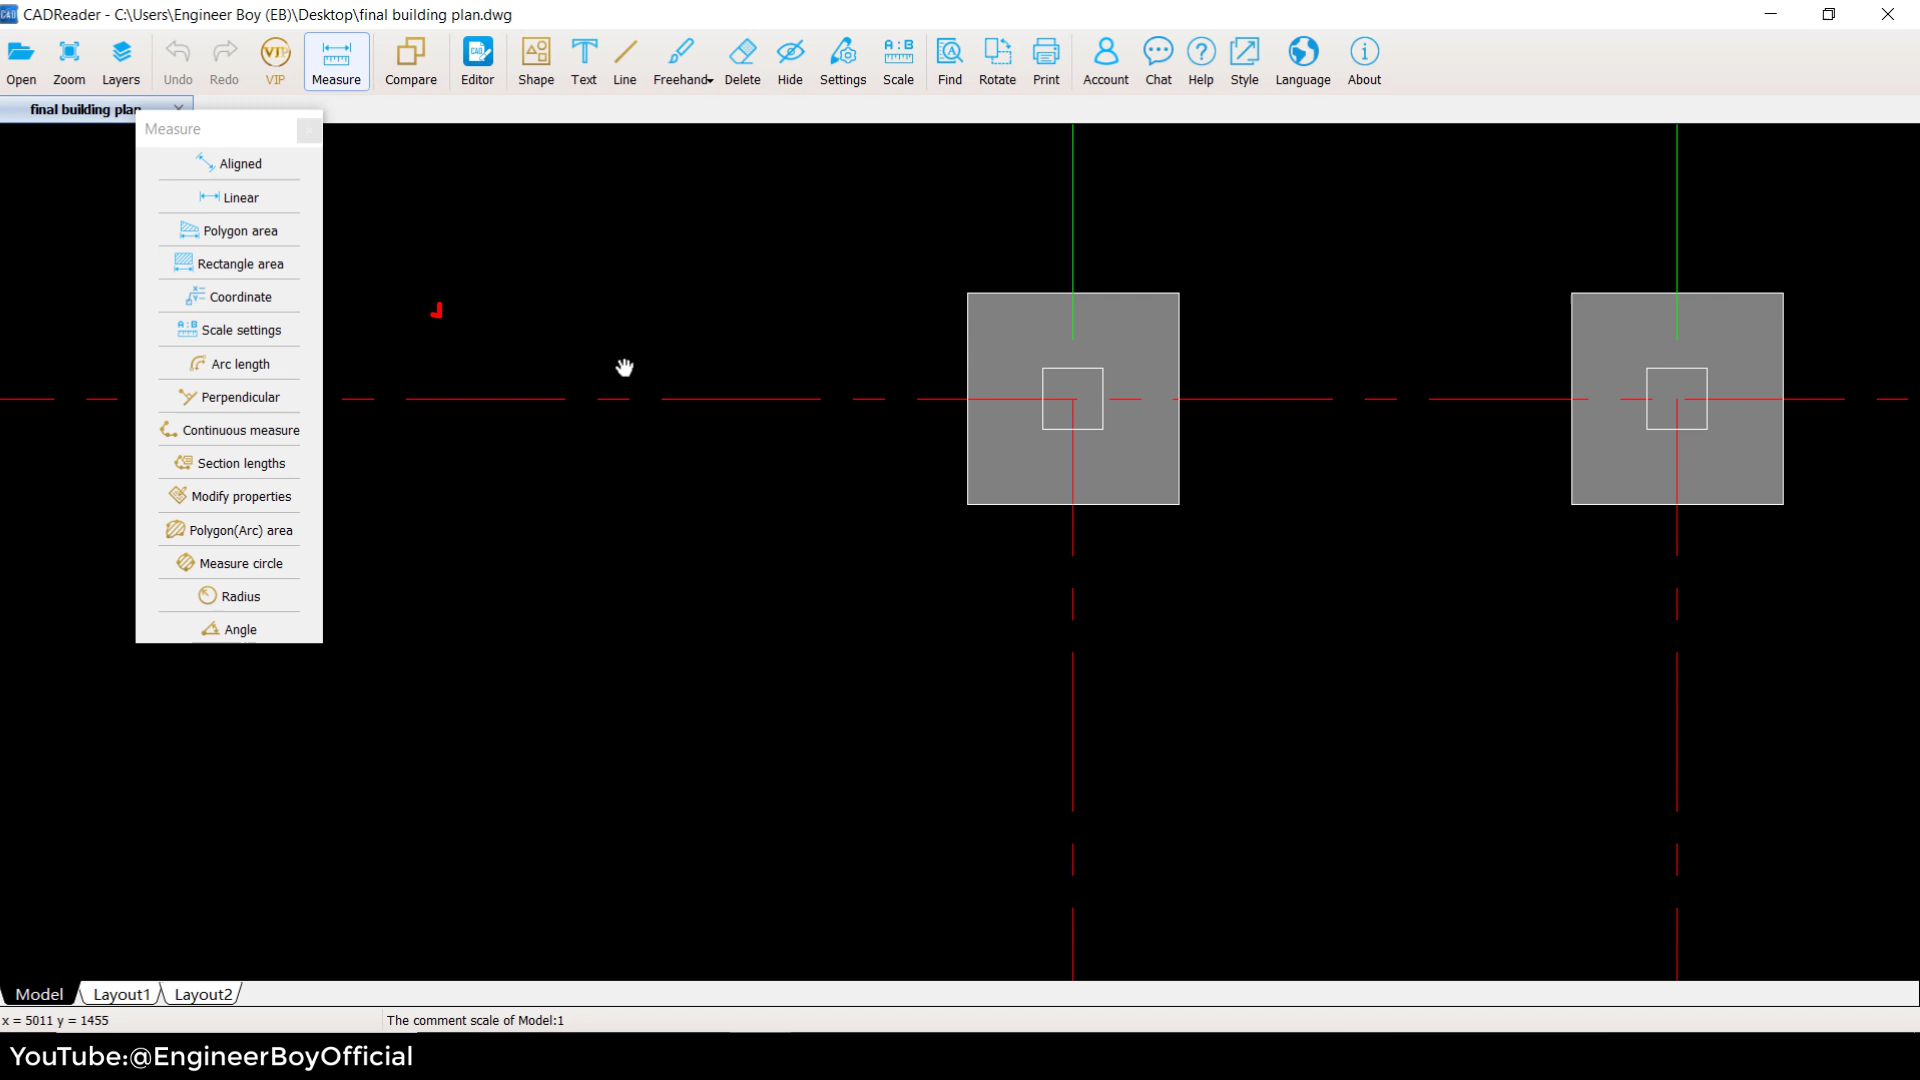 CADReader - C:\Users\Engineer Boy (EB)\Desktop\final building plan.dwg
Open Zoom Layers Undo Redo VIP Measure Compare Editor Shape Text Line Freehand Delete Hide Settings Scale Find Rotate Print Account Chat Help Style Language About
final building plan
Measure
Aligned
Linear
Polygon area
Rectangle area
Coordinate
Scale settings
Arc length
Perpendicular
Continuous measure
Section lengths
Modify properties
Polygon(Arc) area
Measure circle
Radius
Angle
Model Layout1 Layout2
x = 5011 y = 1455 The comment scale of Model:1
YouTube:@EngineerBoyOfficial